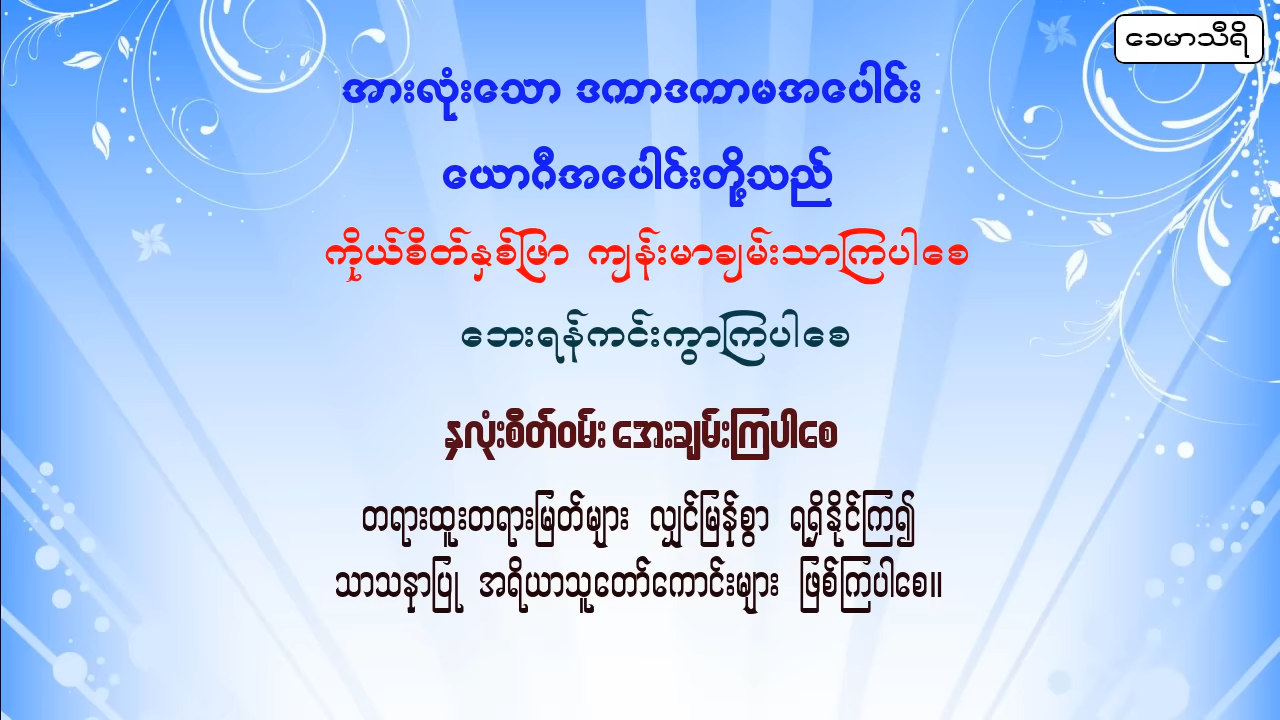 ခေမာသီရိ
အားလုံးသော ဒကာဒကာမအပေါင်း
ယောဂီအပေါင်းတို့သည်
ကိုယ်စိတ်နှစ်ဖြာ ကျန်းမာချမ်းသာကြပါစေ
ဘေးရန်ကင်းကွာကြပါစေ
နှလုံးစိတ်ဝမ်း အေးချမ်းကြပါစေ
တရားထူးတရားမြတ်များ လျှင်မြန်စွာ ရရှိနိုင်ကြ၍
သာသနာပြု အရိယာသူတော်ကောင်းများ ဖြစ်ကြပါစေ။